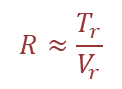 R ≈ T_r / V_r